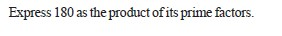 Express 180 as the product of its prime factors.